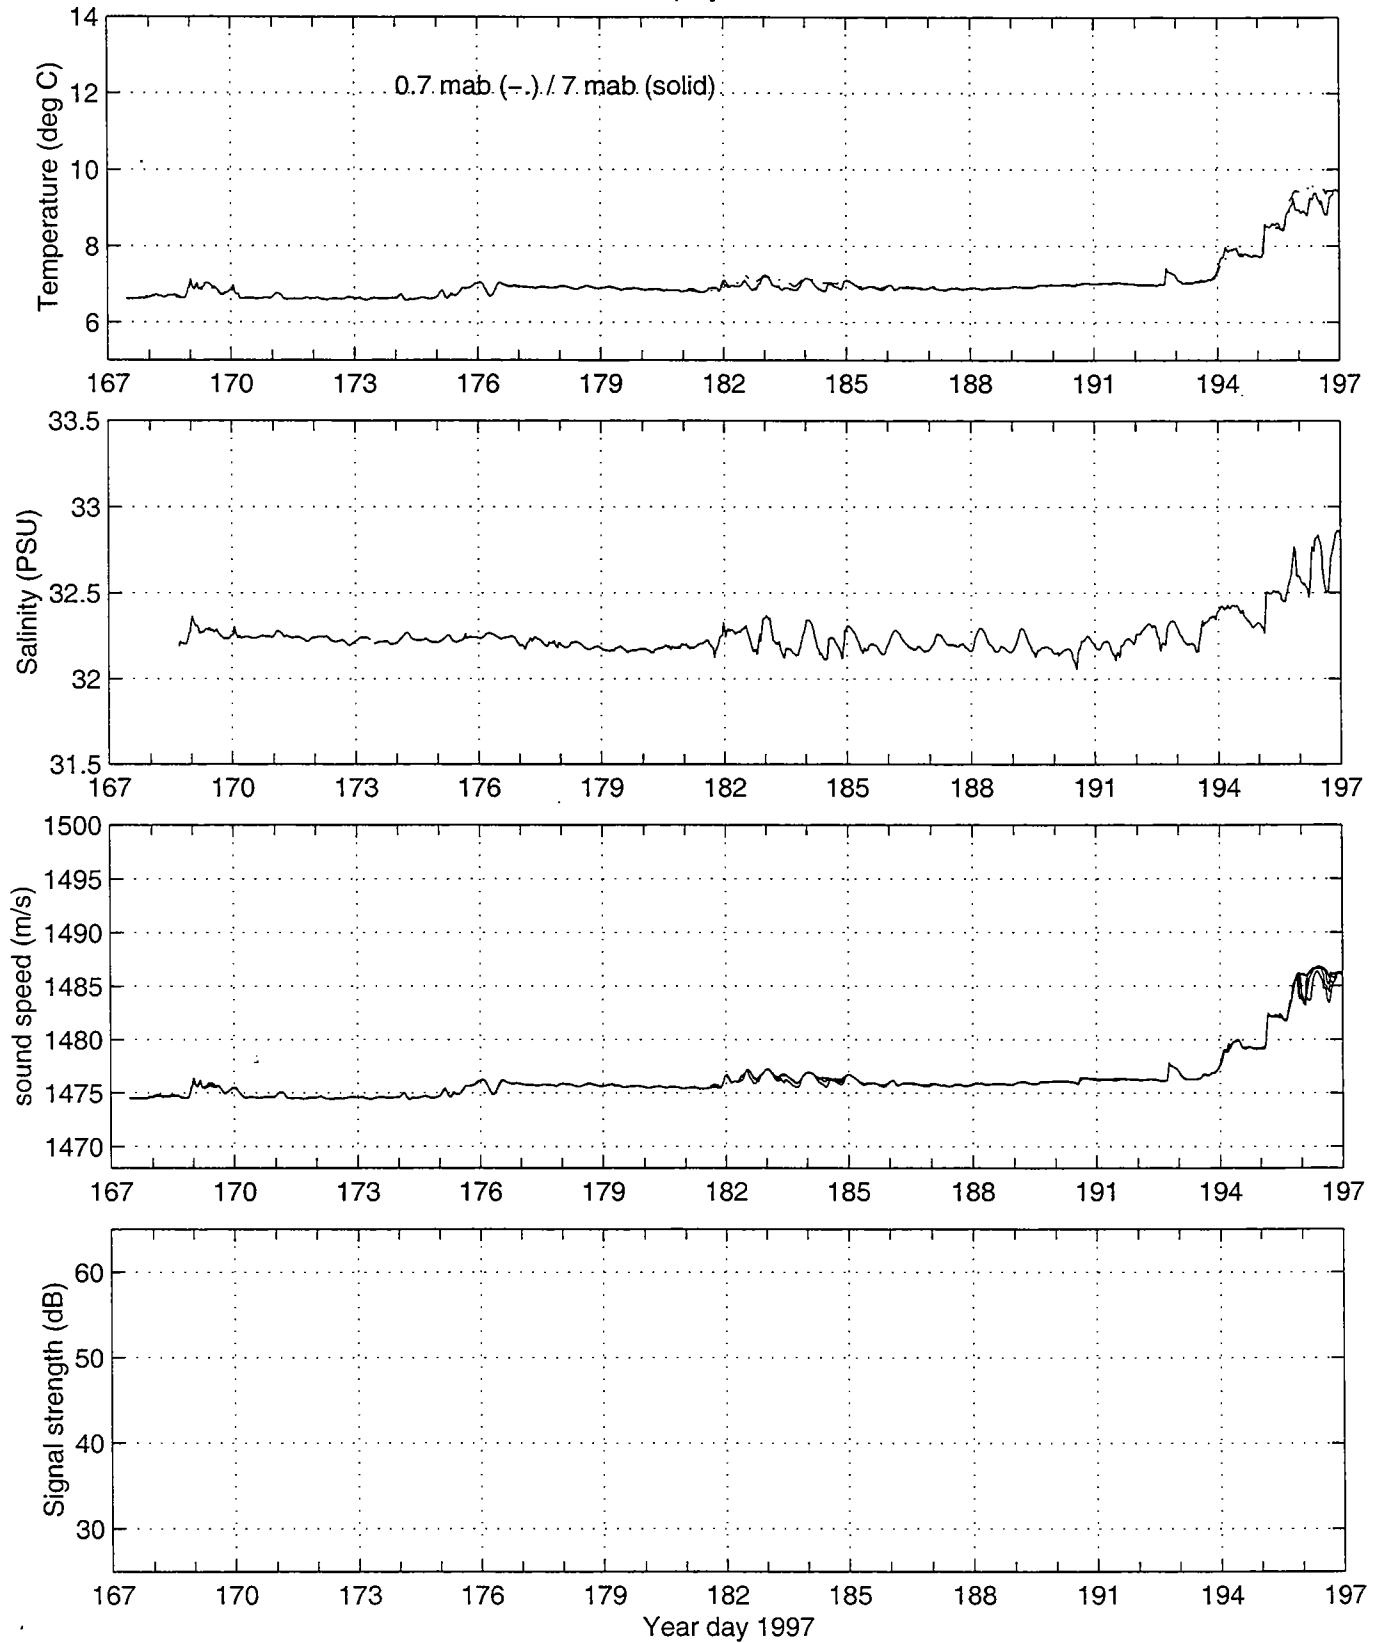 14
12
10
8
6
Temperature (deg C)
0.7 mab (-.) / 7 mab (solid)
167 170 173 176 179 182 185 188 191 194 197
33.5
33
32.5
32
31.5
Salinity (PSU)
167 170 173 176 179 182 185 188 191 194 197
1500
1495
1490
1485
1480
1475
1470
sound speed (m/s)
167 170 173 176 179 182 185 188 191 194 197
60
50
40
30
Signal strength (dB)
167 170 173 176 179 182 185 188 191 194 197
Year day 1997